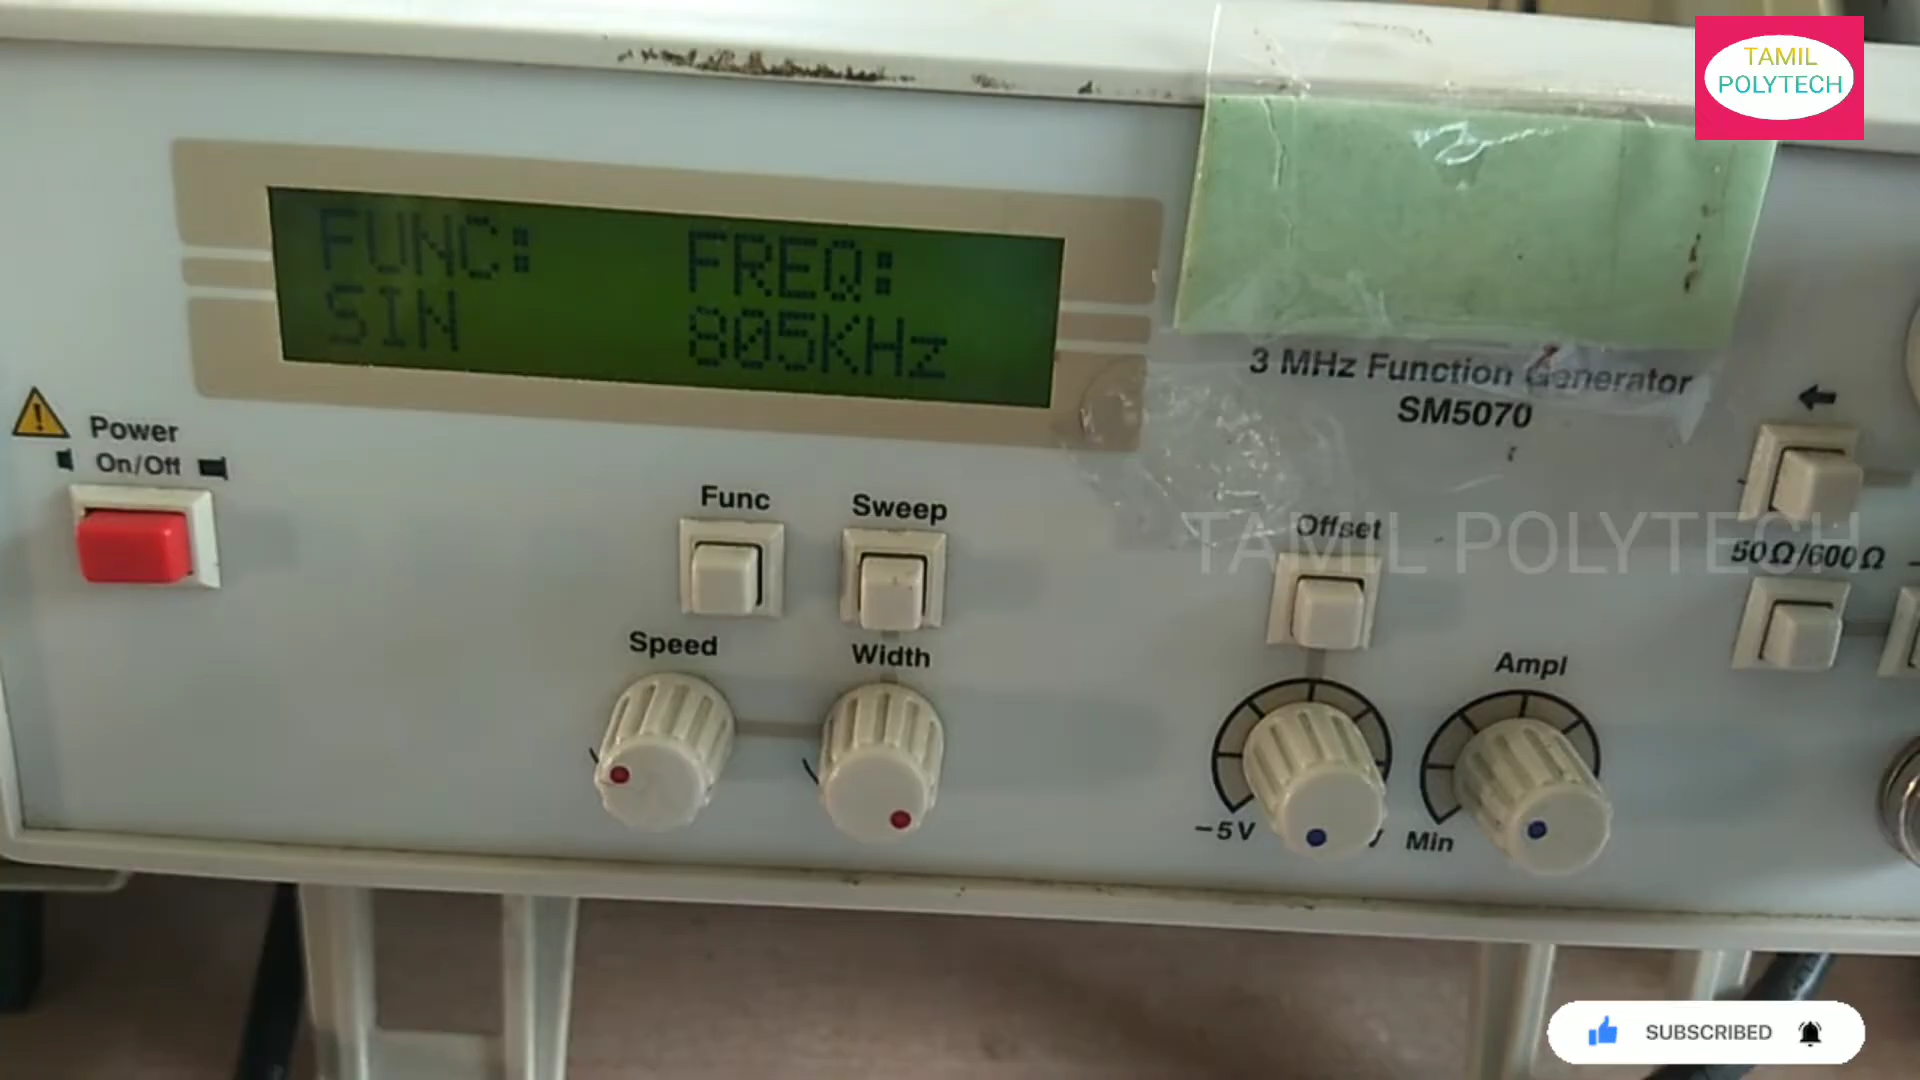 TAMIL
POLYTECH
FUNC: FREQ:
SIN 805KHz
3 MHz Function Generator
SM5070
Power
On/Off
Func
Sweep
Offset
TAMIL POLYTECH
50Ω/600Ω
Speed
Width
Ampl
−5V
Min
SUBSCRIBED